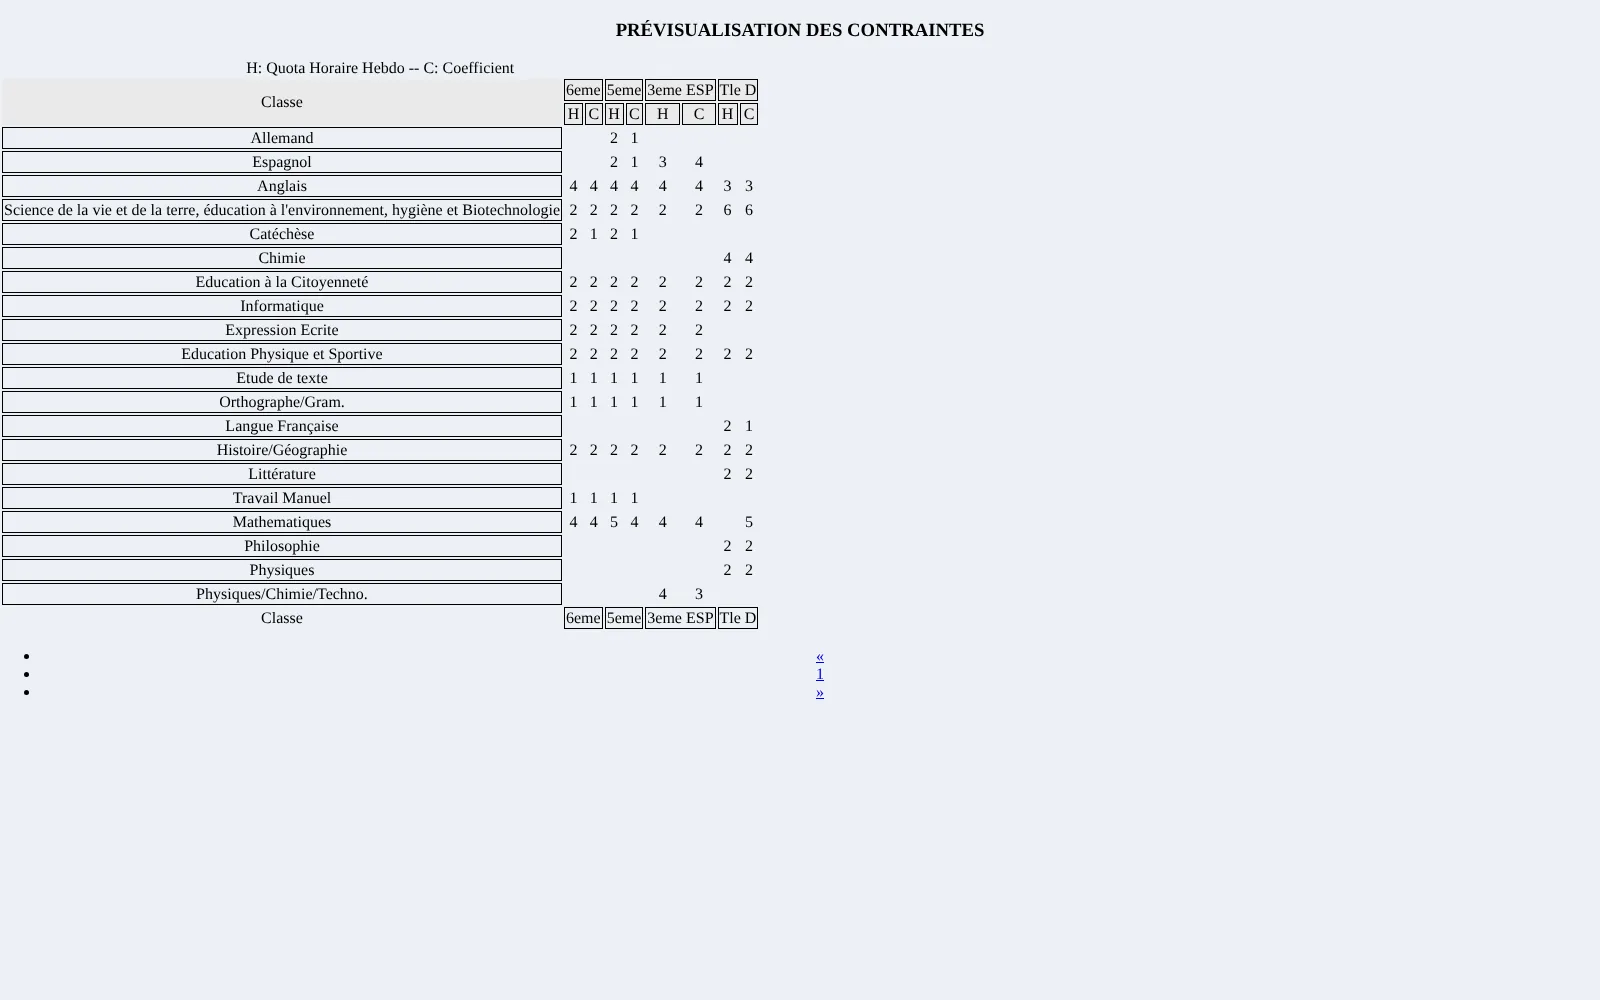 PRÉVISUALISATION DES CONTRAINTES
H: Quota Horaire Hebdo -- C: Coefficient
Classe 6eme 5eme 3eme ESP Tle D
H C H C H C H C
Allemand 2 1
Espagnol 2 1 3 4
Anglais 4 4 4 4 4 4 3 3
Science de la vie et de la terre, éducation à l'environnement, hygiène et Biotechnologie 2 2 2 2 2 2 6 6
Catéchèse 2 1 2 1
Chimie 4 4
Education à la Citoyenneté 2 2 2 2 2 2 2 2
Informatique 2 2 2 2 2 2 2 2
Expression Ecrite 2 2 2 2 2 2
Education Physique et Sportive 2 2 2 2 2 2 2 2
Etude de texte 1 1 1 1 1 1
Orthographe/Gram. 1 1 1 1 1 1
Langue Française 2 1
Histoire/Géographie 2 2 2 2 2 2 2 2
Littérature 2 2
Travail Manuel 1 1 1 1
Mathematiques 4 4 5 4 4 4 5
Philosophie 2 2
Physiques 2 2
Physiques/Chimie/Techno. 4 3
Classe 6eme 5eme 3eme ESP Tle D
«
1
»